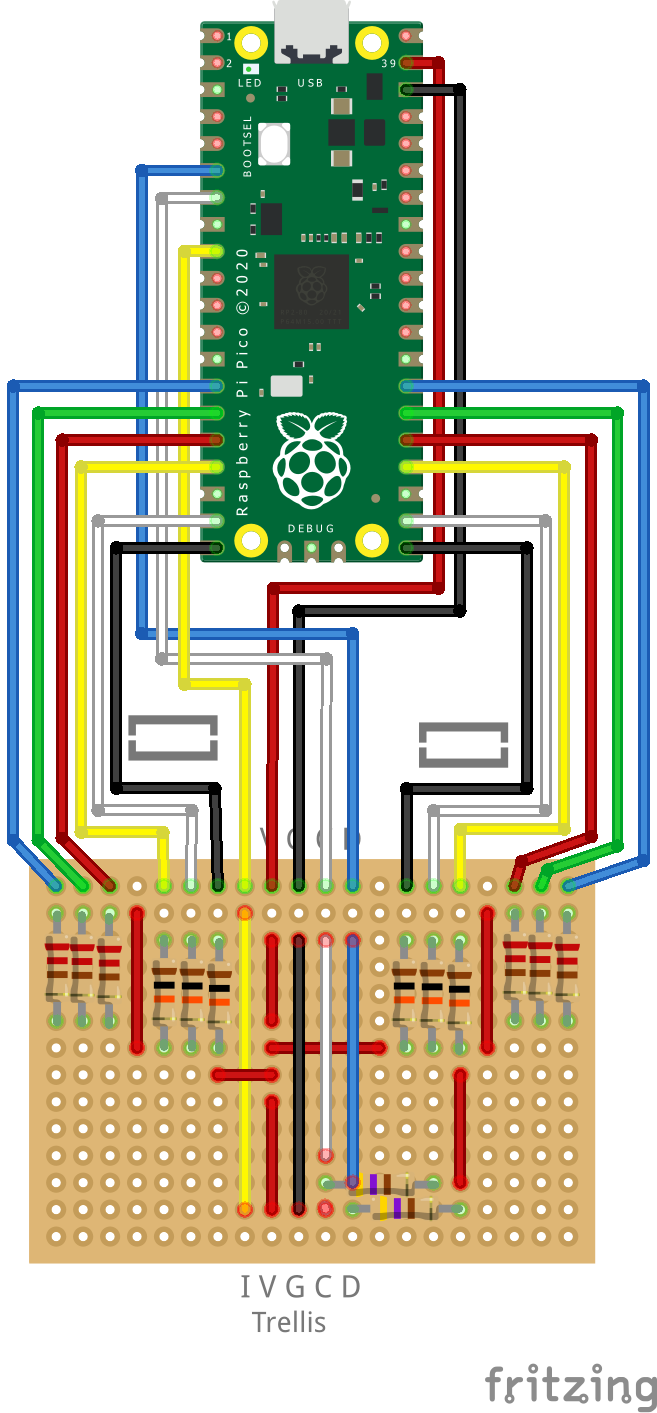 1
2
39
LED
USB
BOOTSEL
Raspberry Pi Pico ©2020
DEBUG
V G C D
I V G C D
Trellis
fritzing